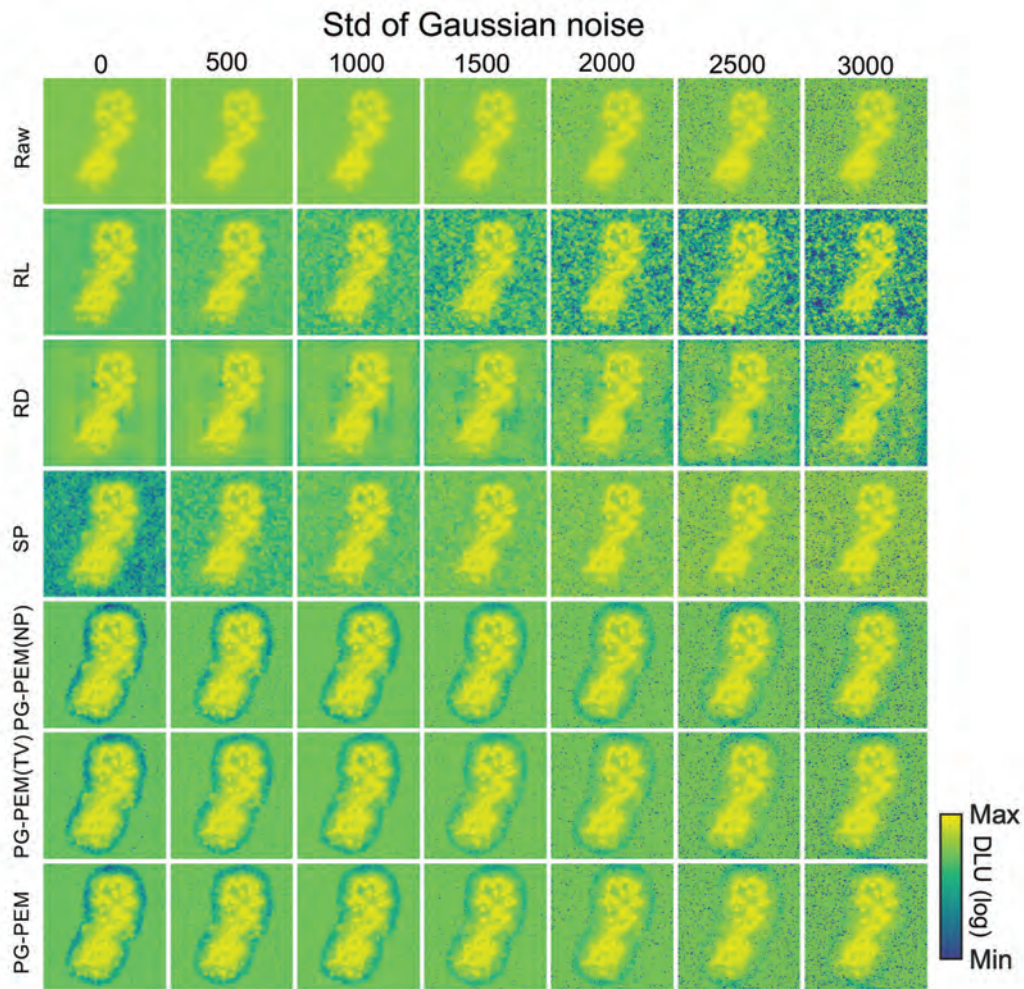 Std of Gaussian noise
0 500 1000 1500 2000 2500 3000
Raw
RL
RD
SP
PG-PEM(NP)
PG-PEM(TV)
PG-PEM
Max
DLU (log)
Min